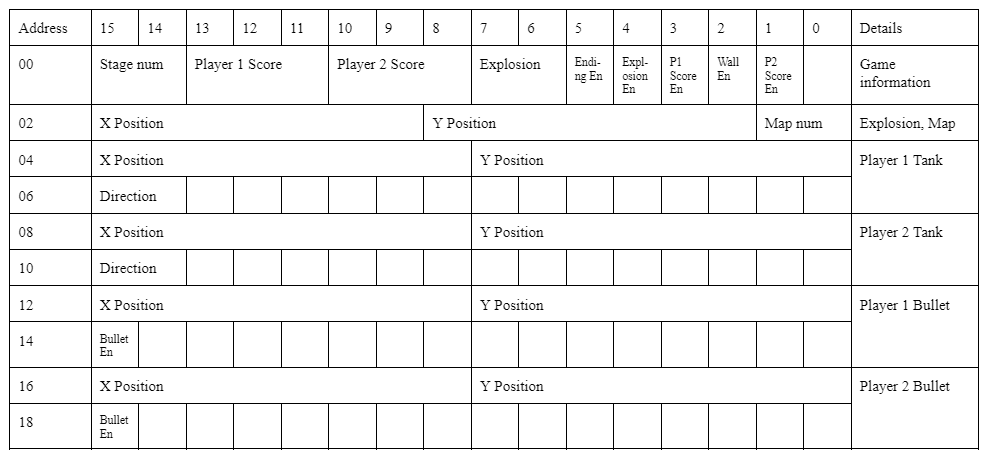 Address 15 14 13 12 11 10 9 8 7 6 5 4 3 2 1 0 Details
00 Stage num Player 1 Score Player 2 Score Explosion Endi-ng En Expl-osion En P1 Score En Wall En P2 Score En Game information
02 X Position Y Position Map num Explosion, Map
04 X Position Y Position Player 1 Tank
06 Direction
08 X Position Y Position Player 2 Tank
10 Direction
12 X Position Y Position Player 1 Bullet
14 Bullet En
16 X Position Y Position Player 2 Bullet
18 Bullet En